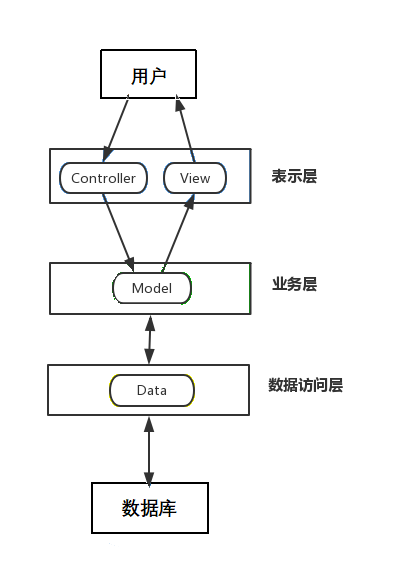 用户
Controller
View
表示层
Model
业务层
Data
数据访问层
数据库